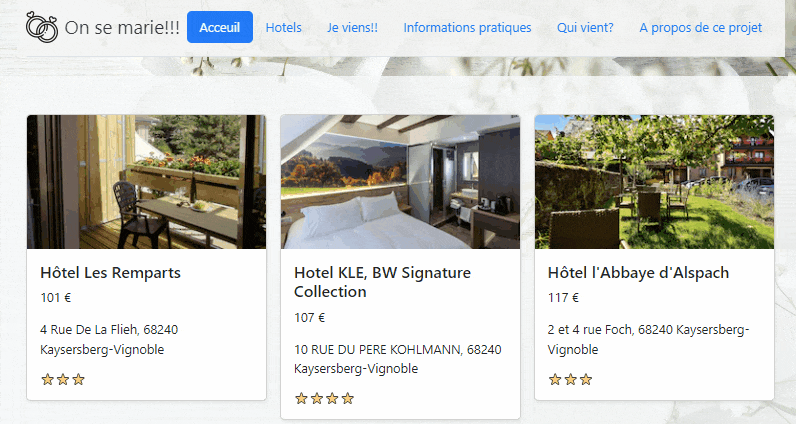 On se marie!!! Acceuil Hotels Je viens!! Informations pratiques Qui vient? A propos de ce projet
Hôtel Les Remparts
101 €
4 Rue De La Flieh, 68240
Kaysersberg-Vignoble
Hotel KLE, BW Signature
Collection
107 €
10 RUE DU PERE KOHLMANN, 68240
Kaysersberg-Vignoble
Hôtel l'Abbaye d'Alspach
117 €
2 et 4 rue Foch, 68240 Kaysersberg-
Vignoble